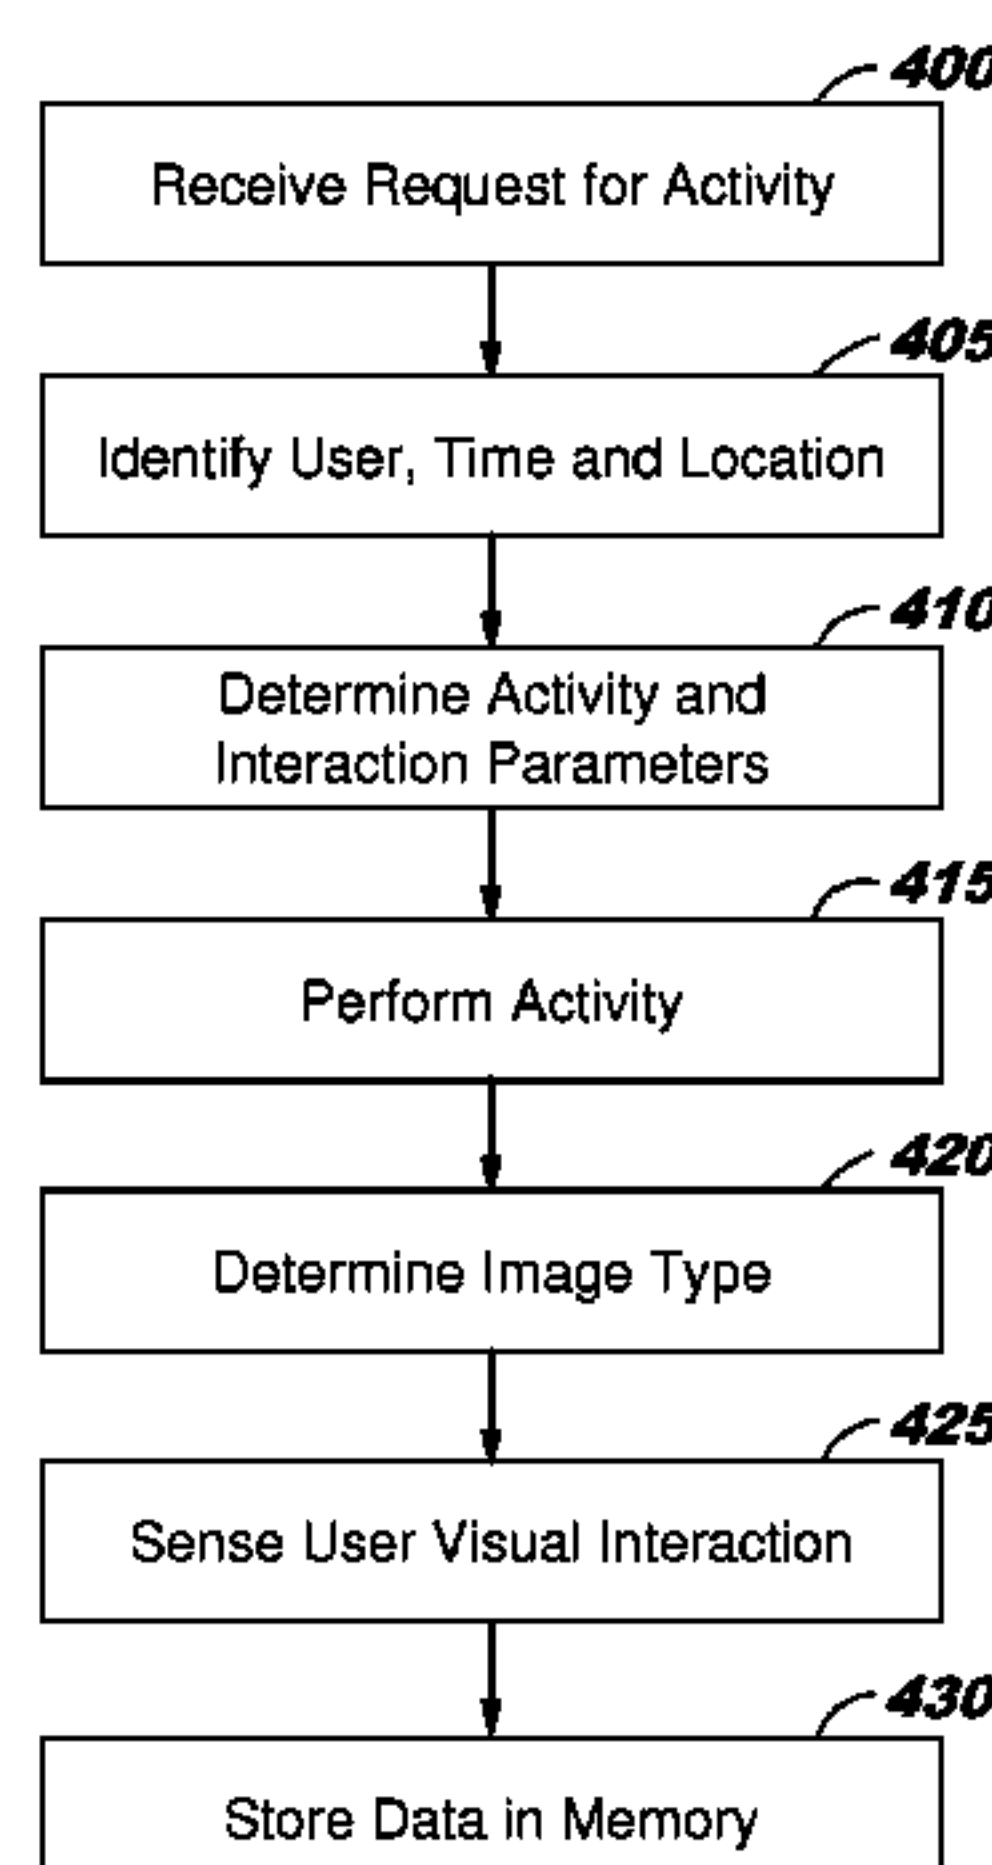 400
Receive Request for Activity
405
Identify User, Time and Location
410
Determine Activity and
Interaction Parameters
415
Perform Activity
420
Determine Image Type
425
Sense User Visual Interaction
430
Store Data in Memory